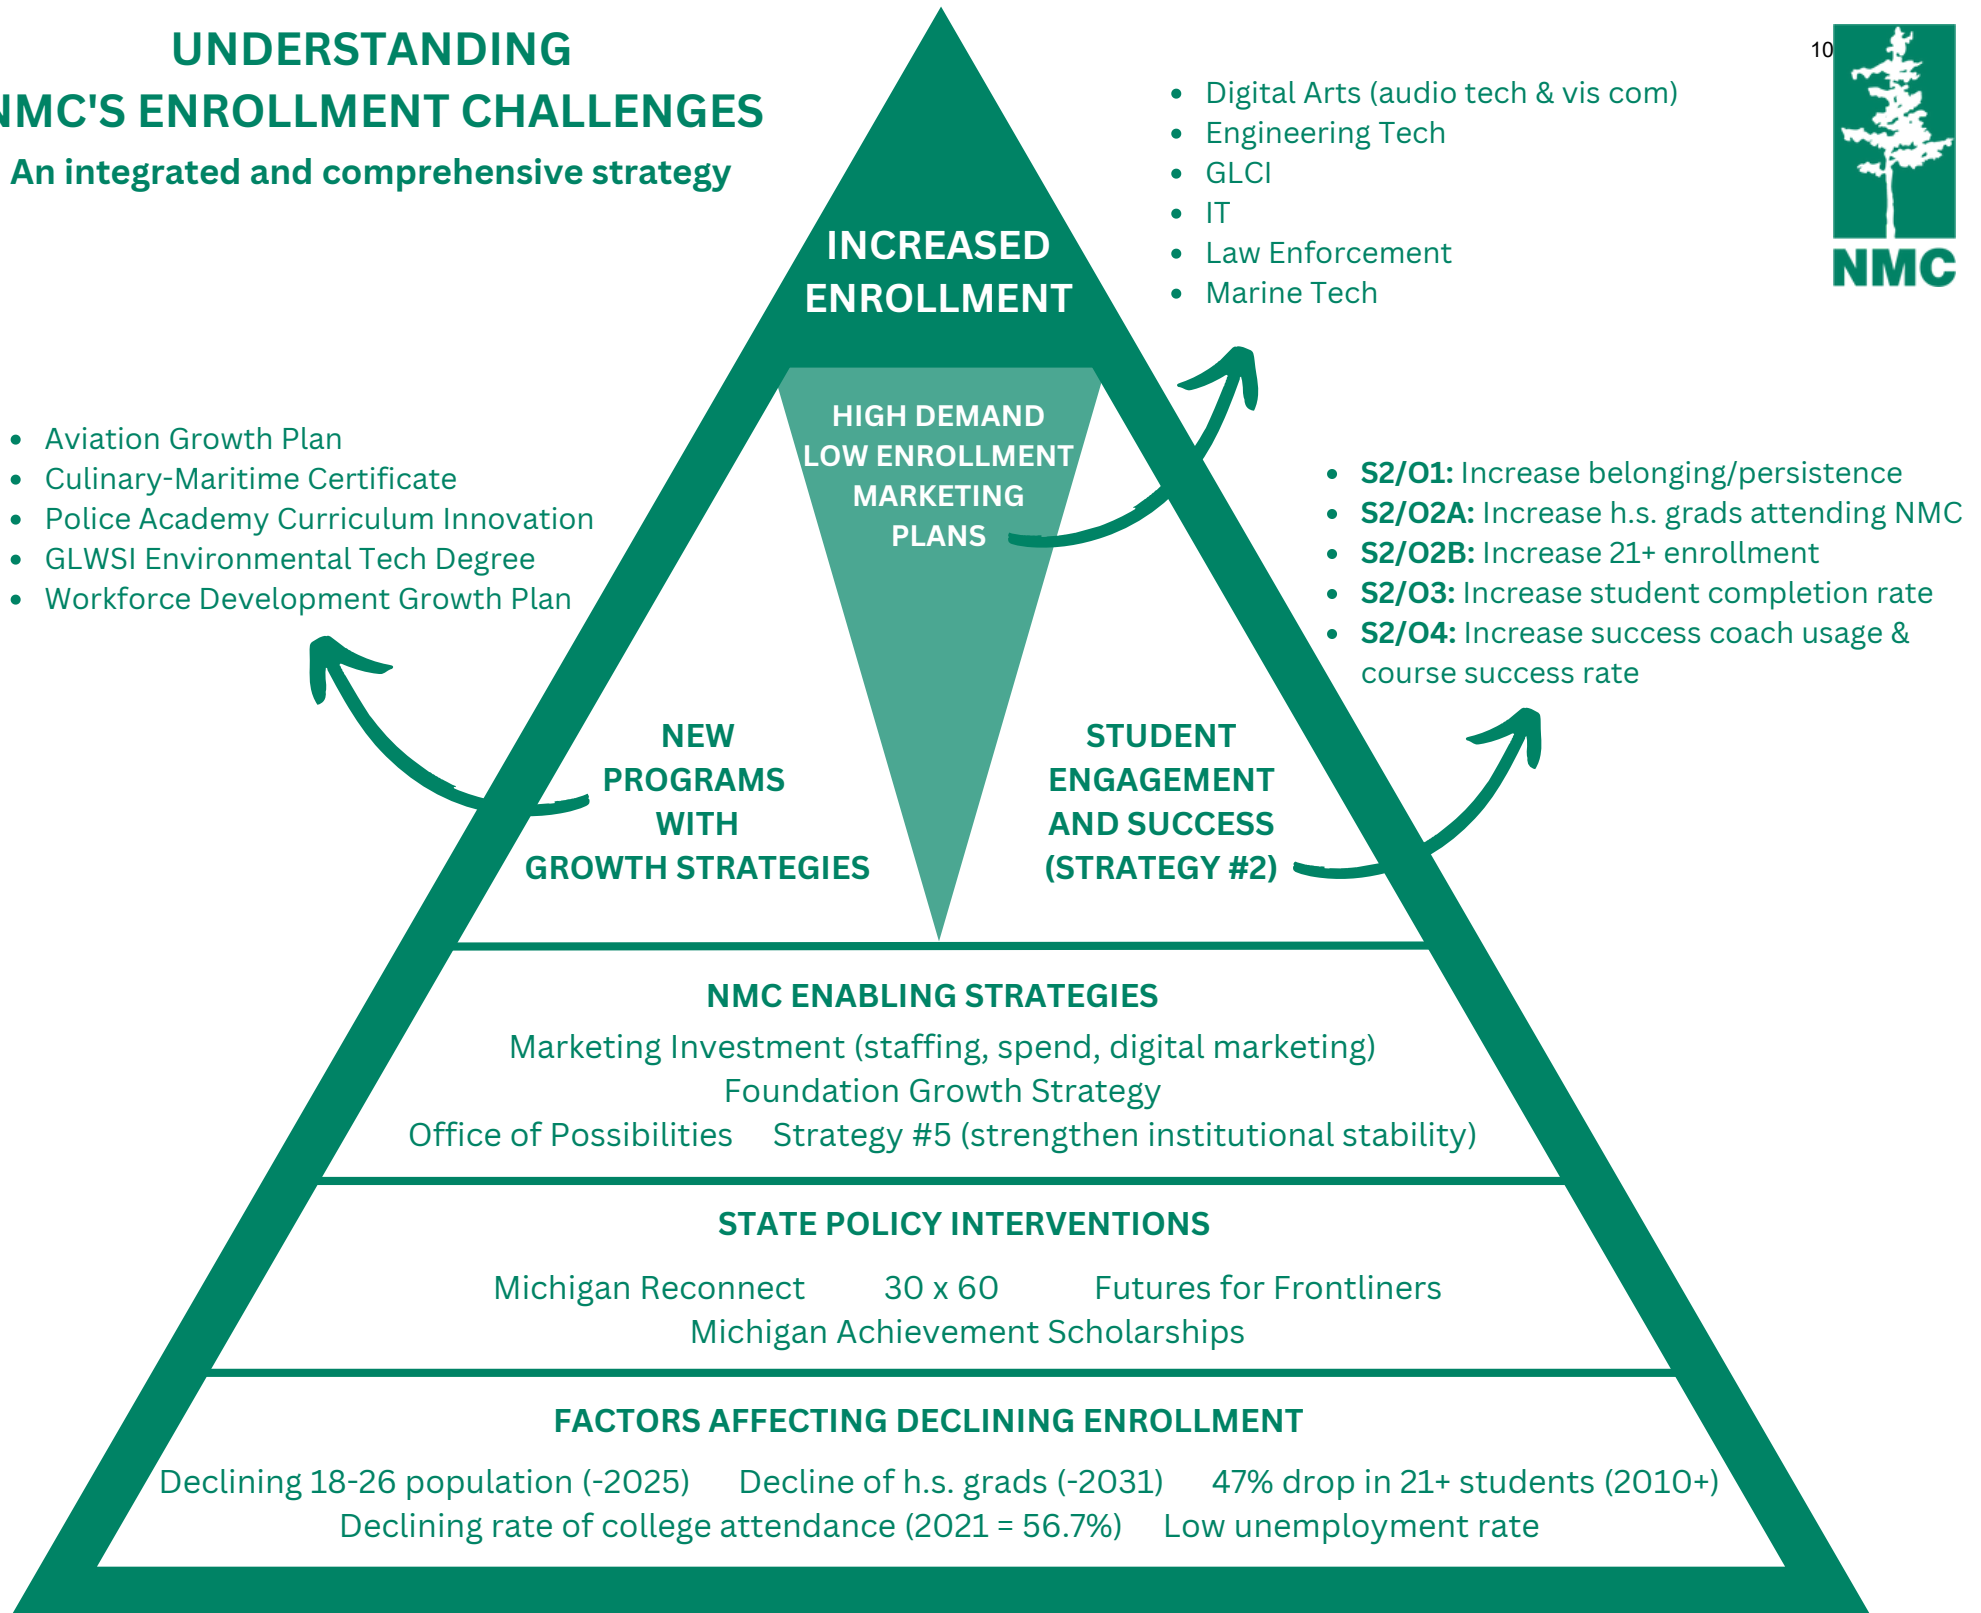 UNDERSTANDING
NMC'S ENROLLMENT CHALLENGES
An integrated and comprehensive strategy
10
NMC
• Digital Arts (audio tech & vis com)
• Engineering Tech
• GLCI
• IT
• Law Enforcement
• Marine Tech
INCREASED
ENROLLMENT
HIGH DEMAND
LOW ENROLLMENT
MARKETING
PLANS
• Aviation Growth Plan
• Culinary-Maritime Certificate
• Police Academy Curriculum Innovation
• GLWSI Environmental Tech Degree
• Workforce Development Growth Plan
• S2/O1: Increase belonging/persistence
• S2/O2A: Increase h.s. grads attending NMC
• S2/O2B: Increase 21+ enrollment
• S2/O3: Increase student completion rate
• S2/O4: Increase success coach usage &
course success rate
NEW
PROGRAMS
WITH
GROWTH STRATEGIES
STUDENT
ENGAGEMENT
AND SUCCESS
(STRATEGY #2)
NMC ENABLING STRATEGIES
Marketing Investment (staffing, spend, digital marketing)
Foundation Growth Strategy
Office of Possibilities Strategy #5 (strengthen institutional stability)
STATE POLICY INTERVENTIONS
Michigan Reconnect 30 x 60 Futures for Frontliners
Michigan Achievement Scholarships
FACTORS AFFECTING DECLINING ENROLLMENT
Declining 18-26 population (-2025) Decline of h.s. grads (-2031) 47% drop in 21+ students (2010+)
Declining rate of college attendance (2021 = 56.7%) Low unemployment rate